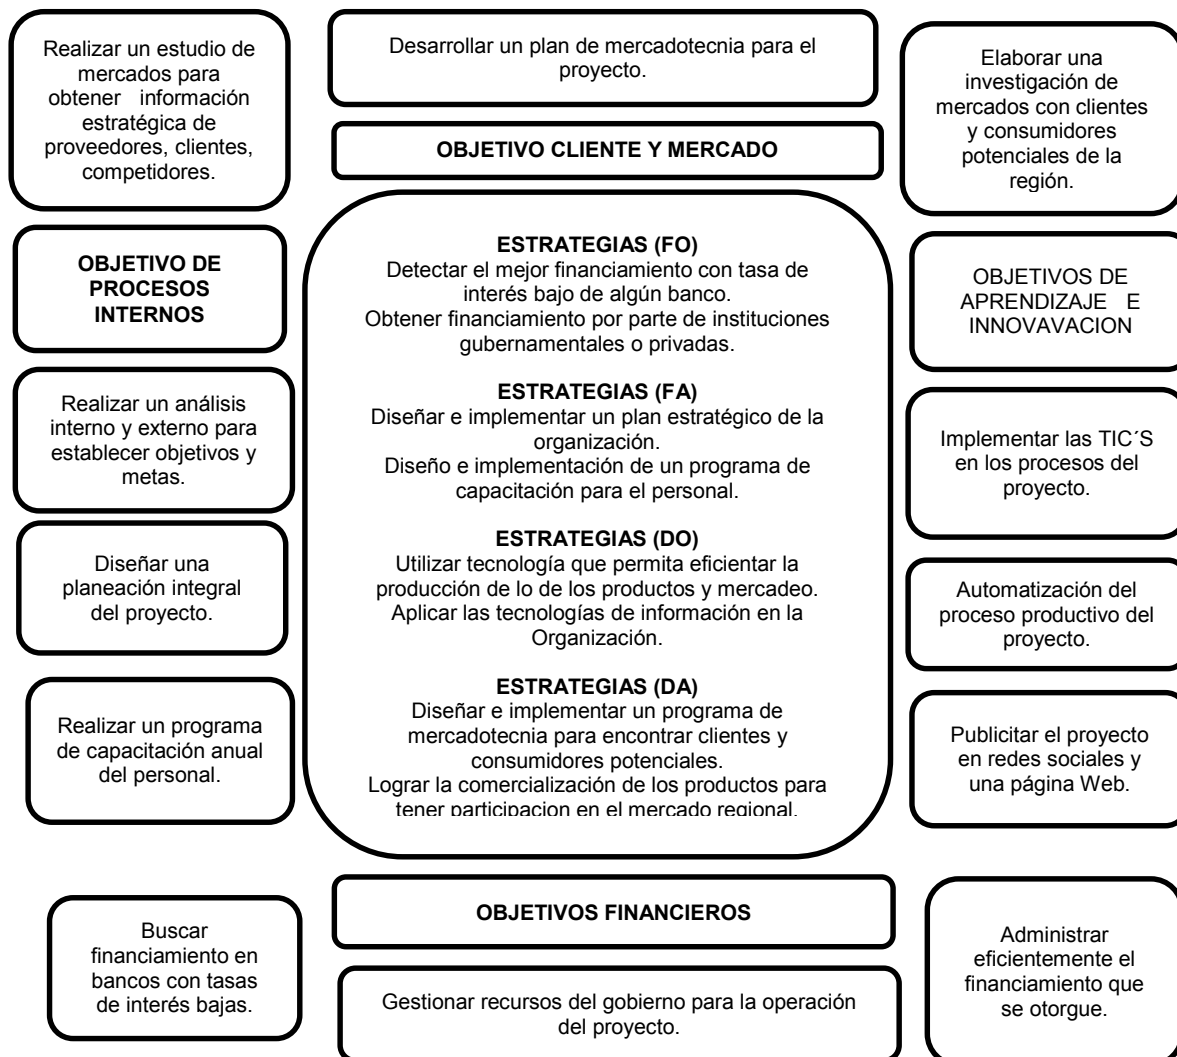 Realizar un estudio de
mercados para
obtener información
estratégica de
proveedores, clientes,
competidores.
Desarrollar un plan de mercadotecnia para el
proyecto.
Elaborar una
investigación de
mercados con clientes
y consumidores
potenciales de la
región.
OBJETIVO CLIENTE Y MERCADO
OBJETIVO DE
PROCESOS
INTERNOS
Realizar un análisis
interno y externo para
establecer objetivos y
metas.
Diseñar una
planeación integral
del proyecto.
Realizar un programa
de capacitación anual
del personal.
ESTRATEGIAS (FO)
Detectar el mejor financiamiento con tasa de
interés bajo de algún banco.
Obtener financiamiento por parte de instituciones
gubernamentales o privadas.
ESTRATEGIAS (FA)
Diseñar e implementar un plan estratégico de la
organización.
Diseño e implementación de un programa de
capacitación para el personal.
ESTRATEGIAS (DO)
Utilizar tecnología que permita eficientar la
producción de lo de los productos y mercadeo.
Aplicar las tecnologías de información en la
Organización.
ESTRATEGIAS (DA)
Diseñar e implementar un programa de
mercadotecnia para encontrar clientes y
consumidores potenciales.
Lograr la comercialización de los productos para
tener participacion en el mercado regional.
OBJETIVOS DE
APRENDIZAJE E
INNOVAVACION
Implementar las TIC´S
en los procesos del
proyecto.
Automatización del
proceso productivo del
proyecto.
Publicitar el proyecto
en redes sociales y
una página Web.
Buscar
financiamiento en
bancos con tasas
de interés bajas.
OBJETIVOS FINANCIEROS
Gestionar recursos del gobierno para la operación
del proyecto.
Administrar
eficientemente el
financiamiento que
se otorgue.